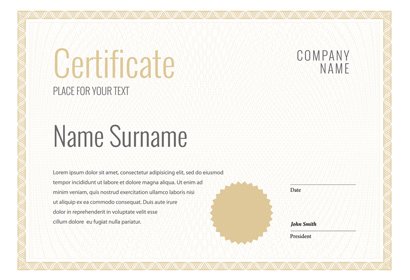 Certificate
COMPANY
NAME
PLACE FOR YOUR TEXT
Name Surname
Lorem ipsum dolor sit amet, consectetur adipisicing elit, sed do eiusmod
tempor incididunt ut labore et dolore magna aliqua. Ut enim ad
minim veniam, quis nostrud exercitation ullamco laboris nisi
ut aliquip ex ea commodo consequat. Duis aute irure
dolor in reprehenderit in voluptate velit esse
cillum dolore eu fugiat nulla pariatur.
Date
John Smith
President